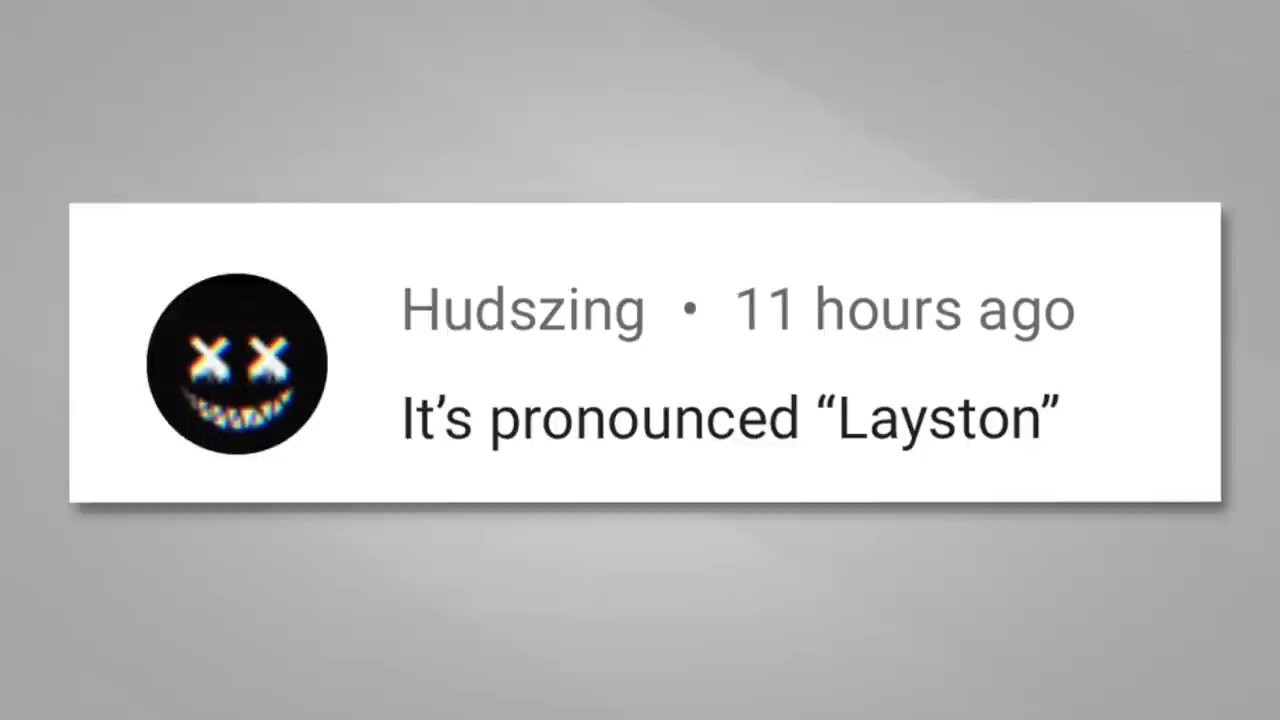 Hudszing • 11 hours ago
It’s pronounced “Layston”